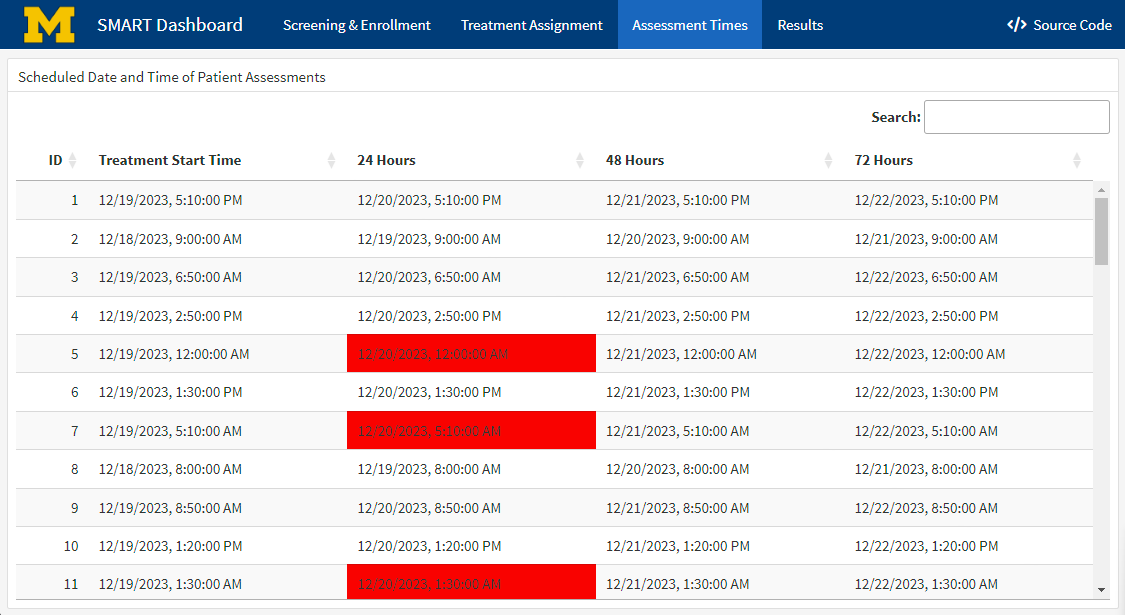 M SMART Dashboard Screening & Enrollment Treatment Assignment Assessment Times Results </> Source Code
Scheduled Date and Time of Patient Assessments
Search:
ID Treatment Start Time 24 Hours 48 Hours 72 Hours
1 12/19/2023, 5:10:00 PM 12/20/2023, 5:10:00 PM 12/21/2023, 5:10:00 PM 12/22/2023, 5:10:00 PM
2 12/18/2023, 9:00:00 AM 12/19/2023, 9:00:00 AM 12/20/2023, 9:00:00 AM 12/21/2023, 9:00:00 AM
3 12/19/2023, 6:50:00 AM 12/20/2023, 6:50:00 AM 12/21/2023, 6:50:00 AM 12/22/2023, 6:50:00 AM
4 12/19/2023, 2:50:00 PM 12/20/2023, 2:50:00 PM 12/21/2023, 2:50:00 PM 12/22/2023, 2:50:00 PM
5 12/19/2023, 12:00:00 AM 12/20/2023, 12:00:00 AM 12/21/2023, 12:00:00 AM 12/22/2023, 12:00:00 AM
6 12/19/2023, 1:30:00 PM 12/20/2023, 1:30:00 PM 12/21/2023, 1:30:00 PM 12/22/2023, 1:30:00 PM
7 12/19/2023, 5:10:00 AM 12/20/2023, 5:10:00 AM 12/21/2023, 5:10:00 AM 12/22/2023, 5:10:00 AM
8 12/18/2023, 8:00:00 AM 12/19/2023, 8:00:00 AM 12/20/2023, 8:00:00 AM 12/21/2023, 8:00:00 AM
9 12/19/2023, 8:50:00 AM 12/20/2023, 8:50:00 AM 12/21/2023, 8:50:00 AM 12/22/2023, 8:50:00 AM
10 12/19/2023, 1:20:00 PM 12/20/2023, 1:20:00 PM 12/21/2023, 1:20:00 PM 12/22/2023, 1:20:00 PM
11 12/19/2023, 1:30:00 AM 12/20/2023, 1:30:00 AM 12/21/2023, 1:30:00 AM 12/22/2023, 1:30:00 AM